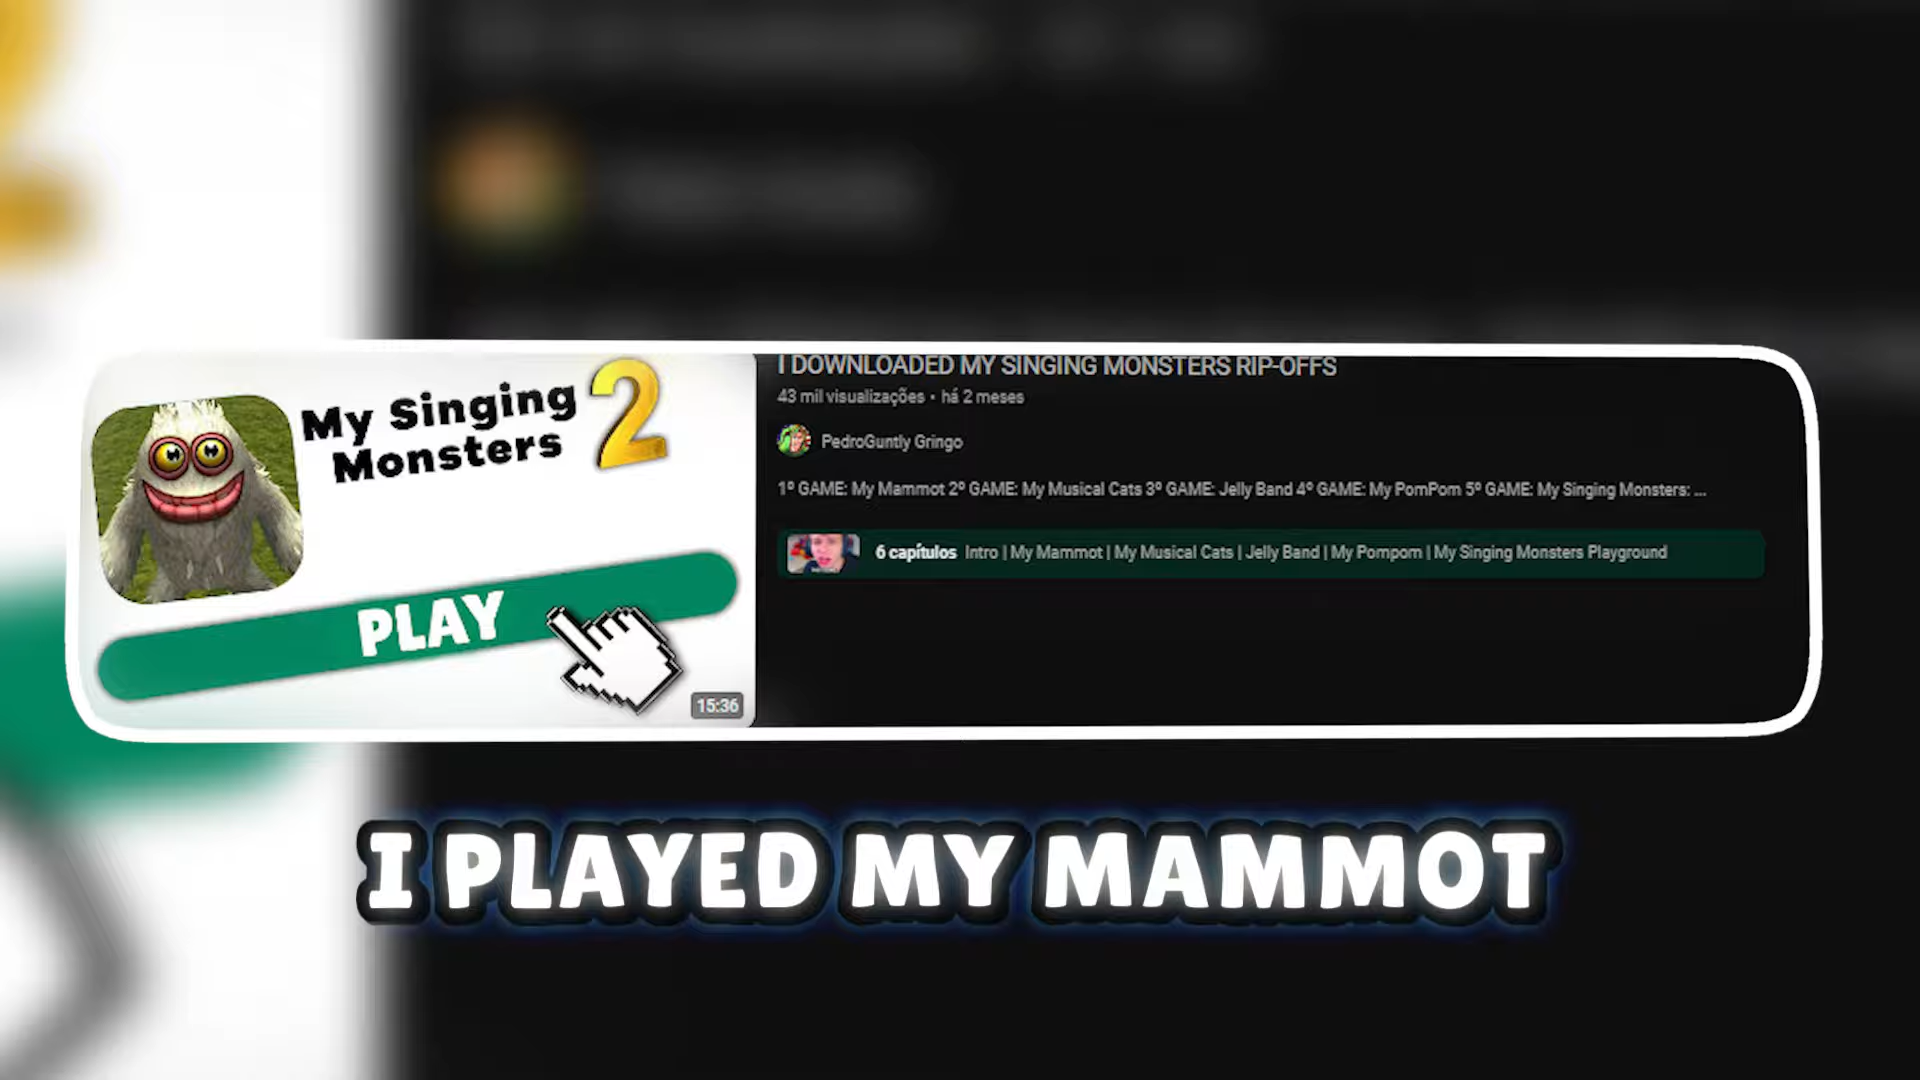 My Singing
Monsters
2
PLAY
15:36
I DOWNLOADED MY SINGING MONSTERS RIP-OFFS
43 mil visualizações • há 2 meses
PedroGuntly Gringo
1º GAME: My Mammot 2º GAME: My Musical Cats 3º GAME: Jelly Band 4º GAME: My PomPom 5º GAME: My Singing Monsters: ...
6 capítulos Intro | My Mammot | My Musical Cats | Jelly Band | My Pompom | My Singing Monsters Playground
I PLAYED MY MAMMOT